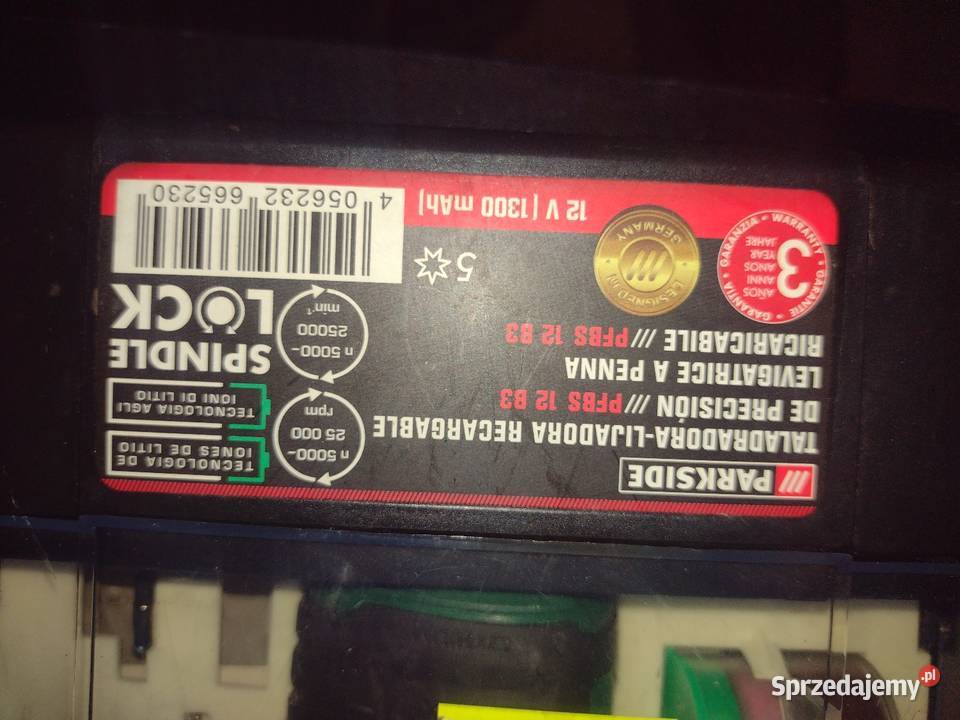 /// PARKSIDE
TALADRADORA-LIJADORA RECARGABLE
DE PRECISIÓN /// PFBS 12 B3
LEVIGATRICE A PENNA
RICARICABILE /// PFBS 12 B3
TECNOLOGÍA DE
IONES DE LITIO
TECNOLOGIA AGLI
IONI DI LITIO
n 5000-
25 000
rpm
n 5000-
25000
min⁻¹
SPINDLE
LOCK
3
AÑOS
ANNI
ANOS
YEAR
JAHRE
GARANTIE • GARANTÍA • GARANZIA • WARRANTY
DESIGNED IN
GERMANY
5
12 V (1300 mAh)
4 056232 665230
Sprzedajemy.pl